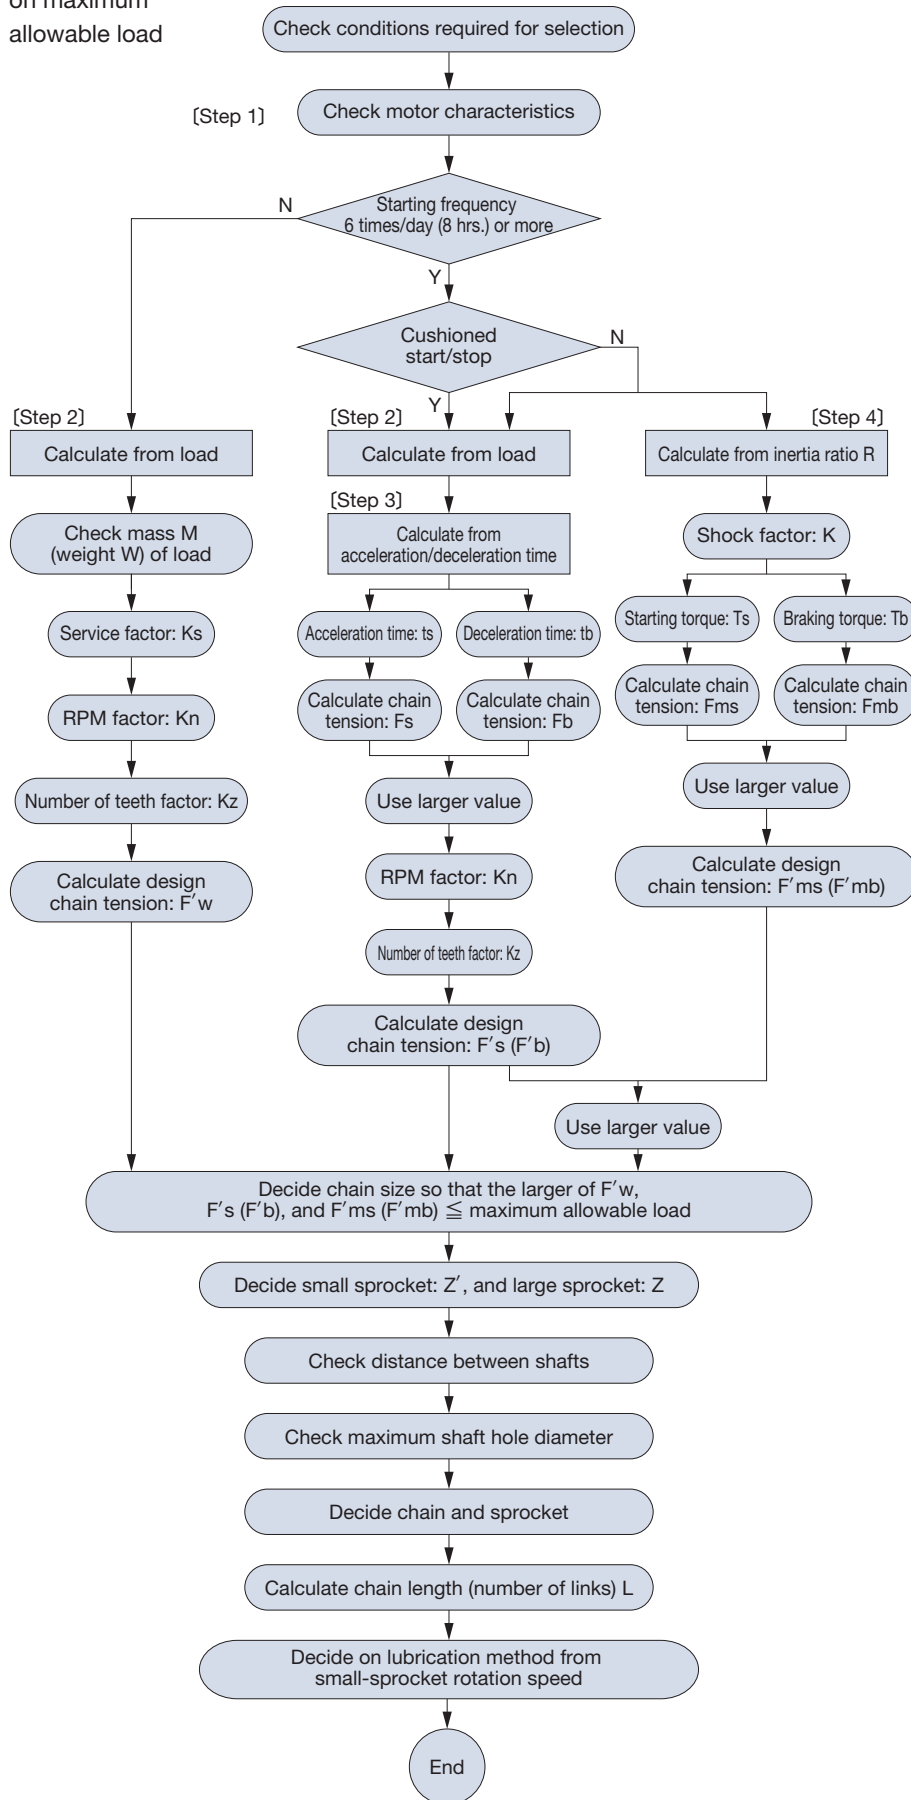 on maximum
allowable load
Check conditions required for selection
[Step 1]
Check motor characteristics
Starting frequency
6 times/day (8 hrs.) or more
N
Y
Cushioned
start/stop
N
Y
[Step 2]
Calculate from load
[Step 2]
Calculate from load
[Step 4]
Calculate from inertia ratio R
[Step 3]
Calculate from
acceleration/deceleration time
Check mass M
(weight W) of load
Shock factor: K
Service factor: Ks
Acceleration time: ts
Deceleration time: tb
Starting torque: Ts
Braking torque: Tb
RPM factor: Kn
Calculate chain
tension: Fs
Calculate chain
tension: Fb
Calculate chain
tension: Fms
Calculate chain
tension: Fmb
Number of teeth factor: Kz
Use larger value
Use larger value
Calculate design
chain tension: F′w
RPM factor: Kn
Calculate design
chain tension: F′ms (F′mb)
Number of teeth factor: Kz
Calculate design
chain tension: F′s (F′b)
Use larger value
Decide chain size so that the larger of F′w,
F′s (F′b), and F′ms (F′mb) ≦ maximum allowable load
Decide small sprocket: Z′, and large sprocket: Z
Check distance between shafts
Check maximum shaft hole diameter
Decide chain and sprocket
Calculate chain length (number of links) L
Decide on lubrication method from
small-sprocket rotation speed
End